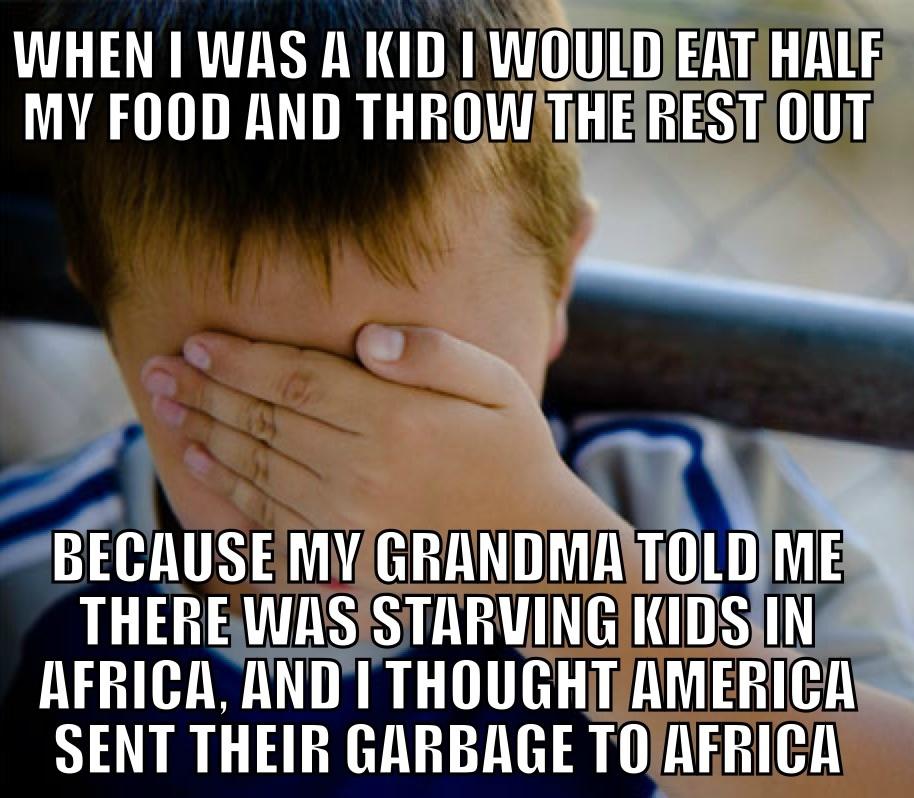 WHEN I WAS A KID I WOULD EAT HALF
MY FOOD AND THROW THE REST OUT
BECAUSE MY GRANDMA TOLD ME
THERE WAS STARVING KIDS IN
AFRICA, AND I THOUGHT AMERICA
SENT THEIR GARBAGE TO AFRICA